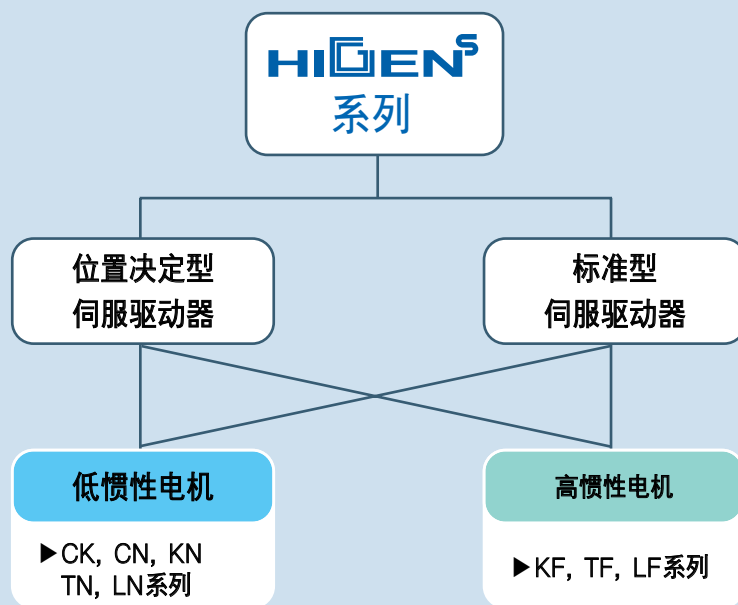 HIGENS
系列
位置决定型
伺服驱动器
标准型
伺服驱动器
低惯性电机
▶CK, CN, KN
TN, LN系列
高惯性电机
▶KF, TF, LF系列